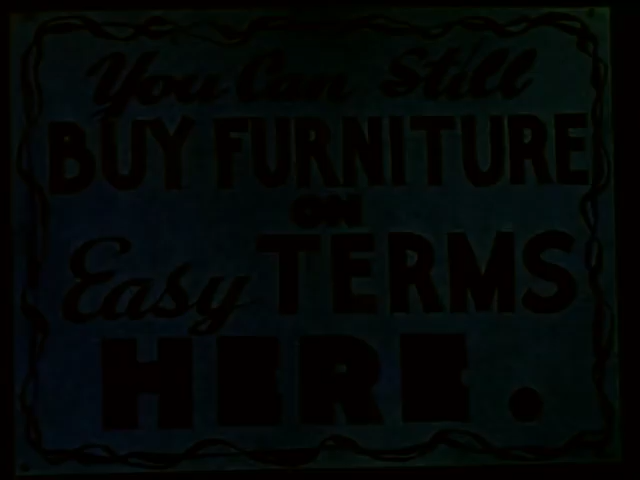 You Can Still
BUY FURNITURE
ON
Easy TERMS
HERE.